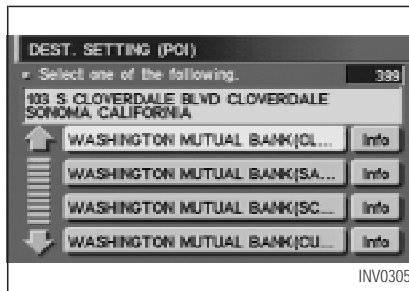 DEST. SETTING (POI)
Select one of the following. 399
103 S CLOVERDALE BLVD CLOVERDALE
SONOMA CALIFORNIA
WASHINGTON MUTUAL BANK(CL... Info
WASHINGTON MUTUAL BANK(SA... Info
WASHINGTON MUTUAL BANK(SC... Info
WASHINGTON MUTUAL BANK(CU... Info
INV0305